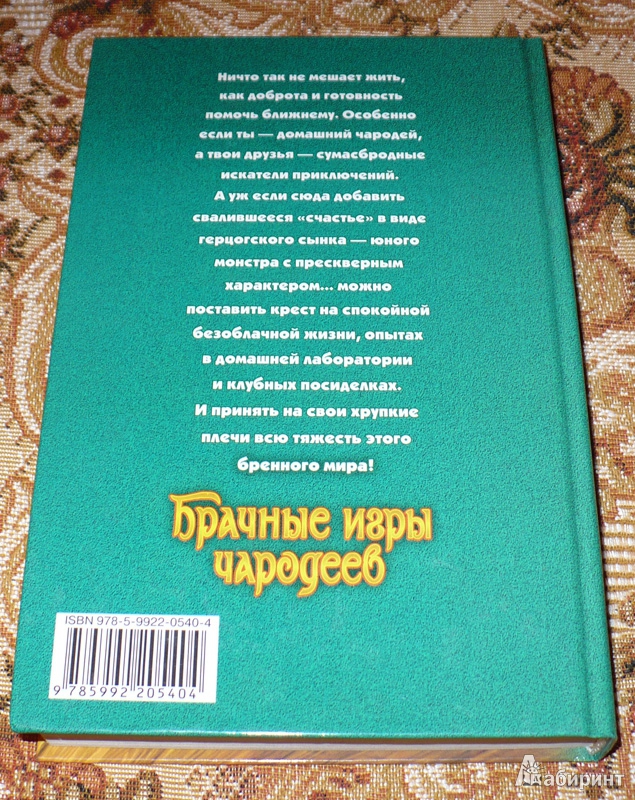 Ничто так не мешает жить,
как доброта и готовность
помочь ближнему. Особенно
если ты — домашний чародей,
а твои друзья — сумасбродные
искатели приключений.
А уж если сюда добавить
свалившееся «счастье» в виде
герцогского сынка — юного
монстра с прескверным
характером... можно
поставить крест на спокойной
безоблачной жизни, опытах
в домашней лаборатории
и клубных посиделках.
И принять на свои хрупкие
плечи всю тяжесть этого
бренного мира!
Брачные игры
чародеев
ISBN 978-5-9922-0540-4
9 785992 205404
Лабиринт